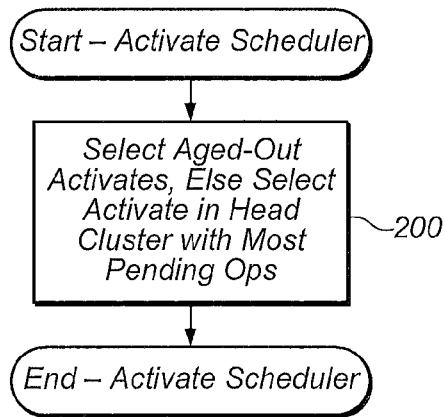 Start – Activate Scheduler
Select Aged-Out
Activates, Else Select
Activate in Head
Cluster with Most
Pending Ops
200
End – Activate Scheduler